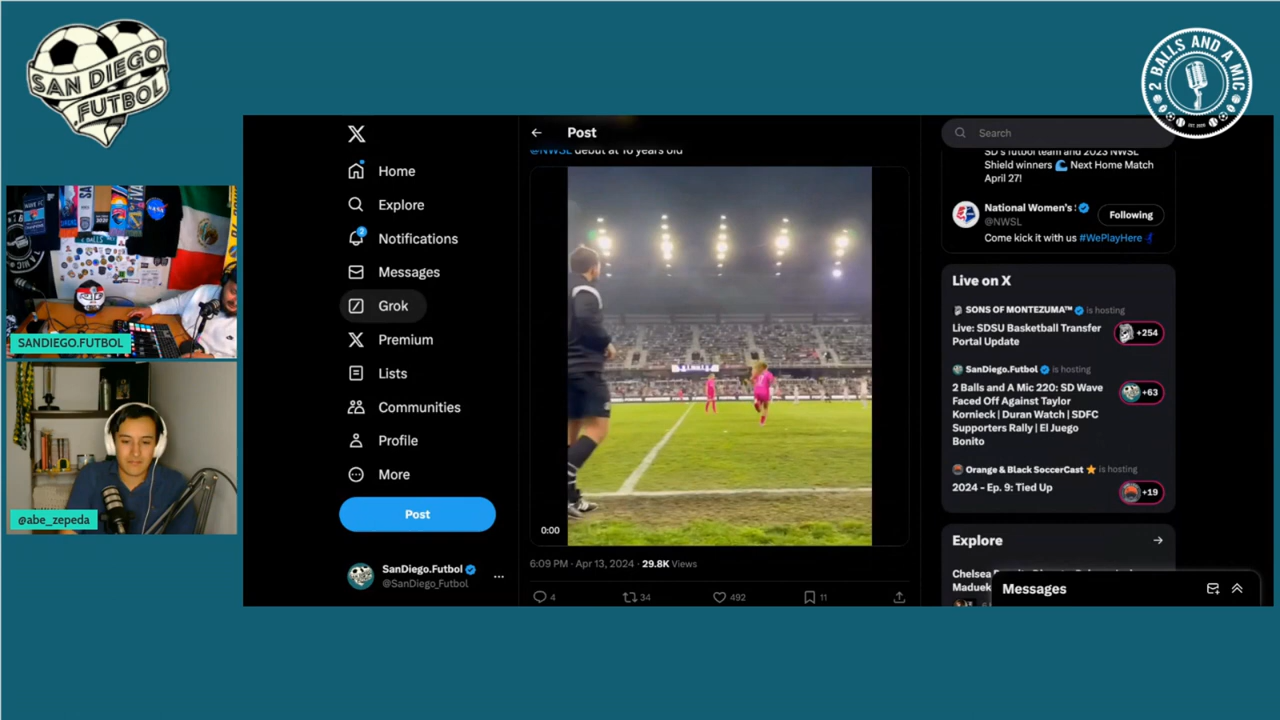 SAN DIEGO
.FUTBOL
2 BALLS AND A MIC
SANDIEGO.FUTBOL
@abe_zepeda
Home
Explore
Notifications
2
Messages
Grok
Premium
Lists
Communities
Profile
More
Post
SanDiego.Futbol
@SanDiego_Futbol
Post
@NWSL debut at 16 years old
0:00
6:09 PM · Apr 13, 2024 · 29.8K Views
4
34
492
11
Search
SD's futbol team and 2023 NWSL
Shield winners 🌊 Next Home Match
April 27!
National Women's
Following
@NWSL
Come kick it with us #WePlayHere
Live on X
SONS OF MONTEZUMA™ is hosting
Live: SDSU Basketball Transfer
Portal Update
+254
SanDiego.Futbol is hosting
2 Balls and A Mic 220: SD Wave
Faced Off Against Taylor
Kornieck | Duran Watch | SDFC
Supporters Rally | El Juego
Bonito
+63
Orange & Black SoccerCast ⭐ is hosting
2024 - Ep. 9: Tied Up
+19
Explore
Messages